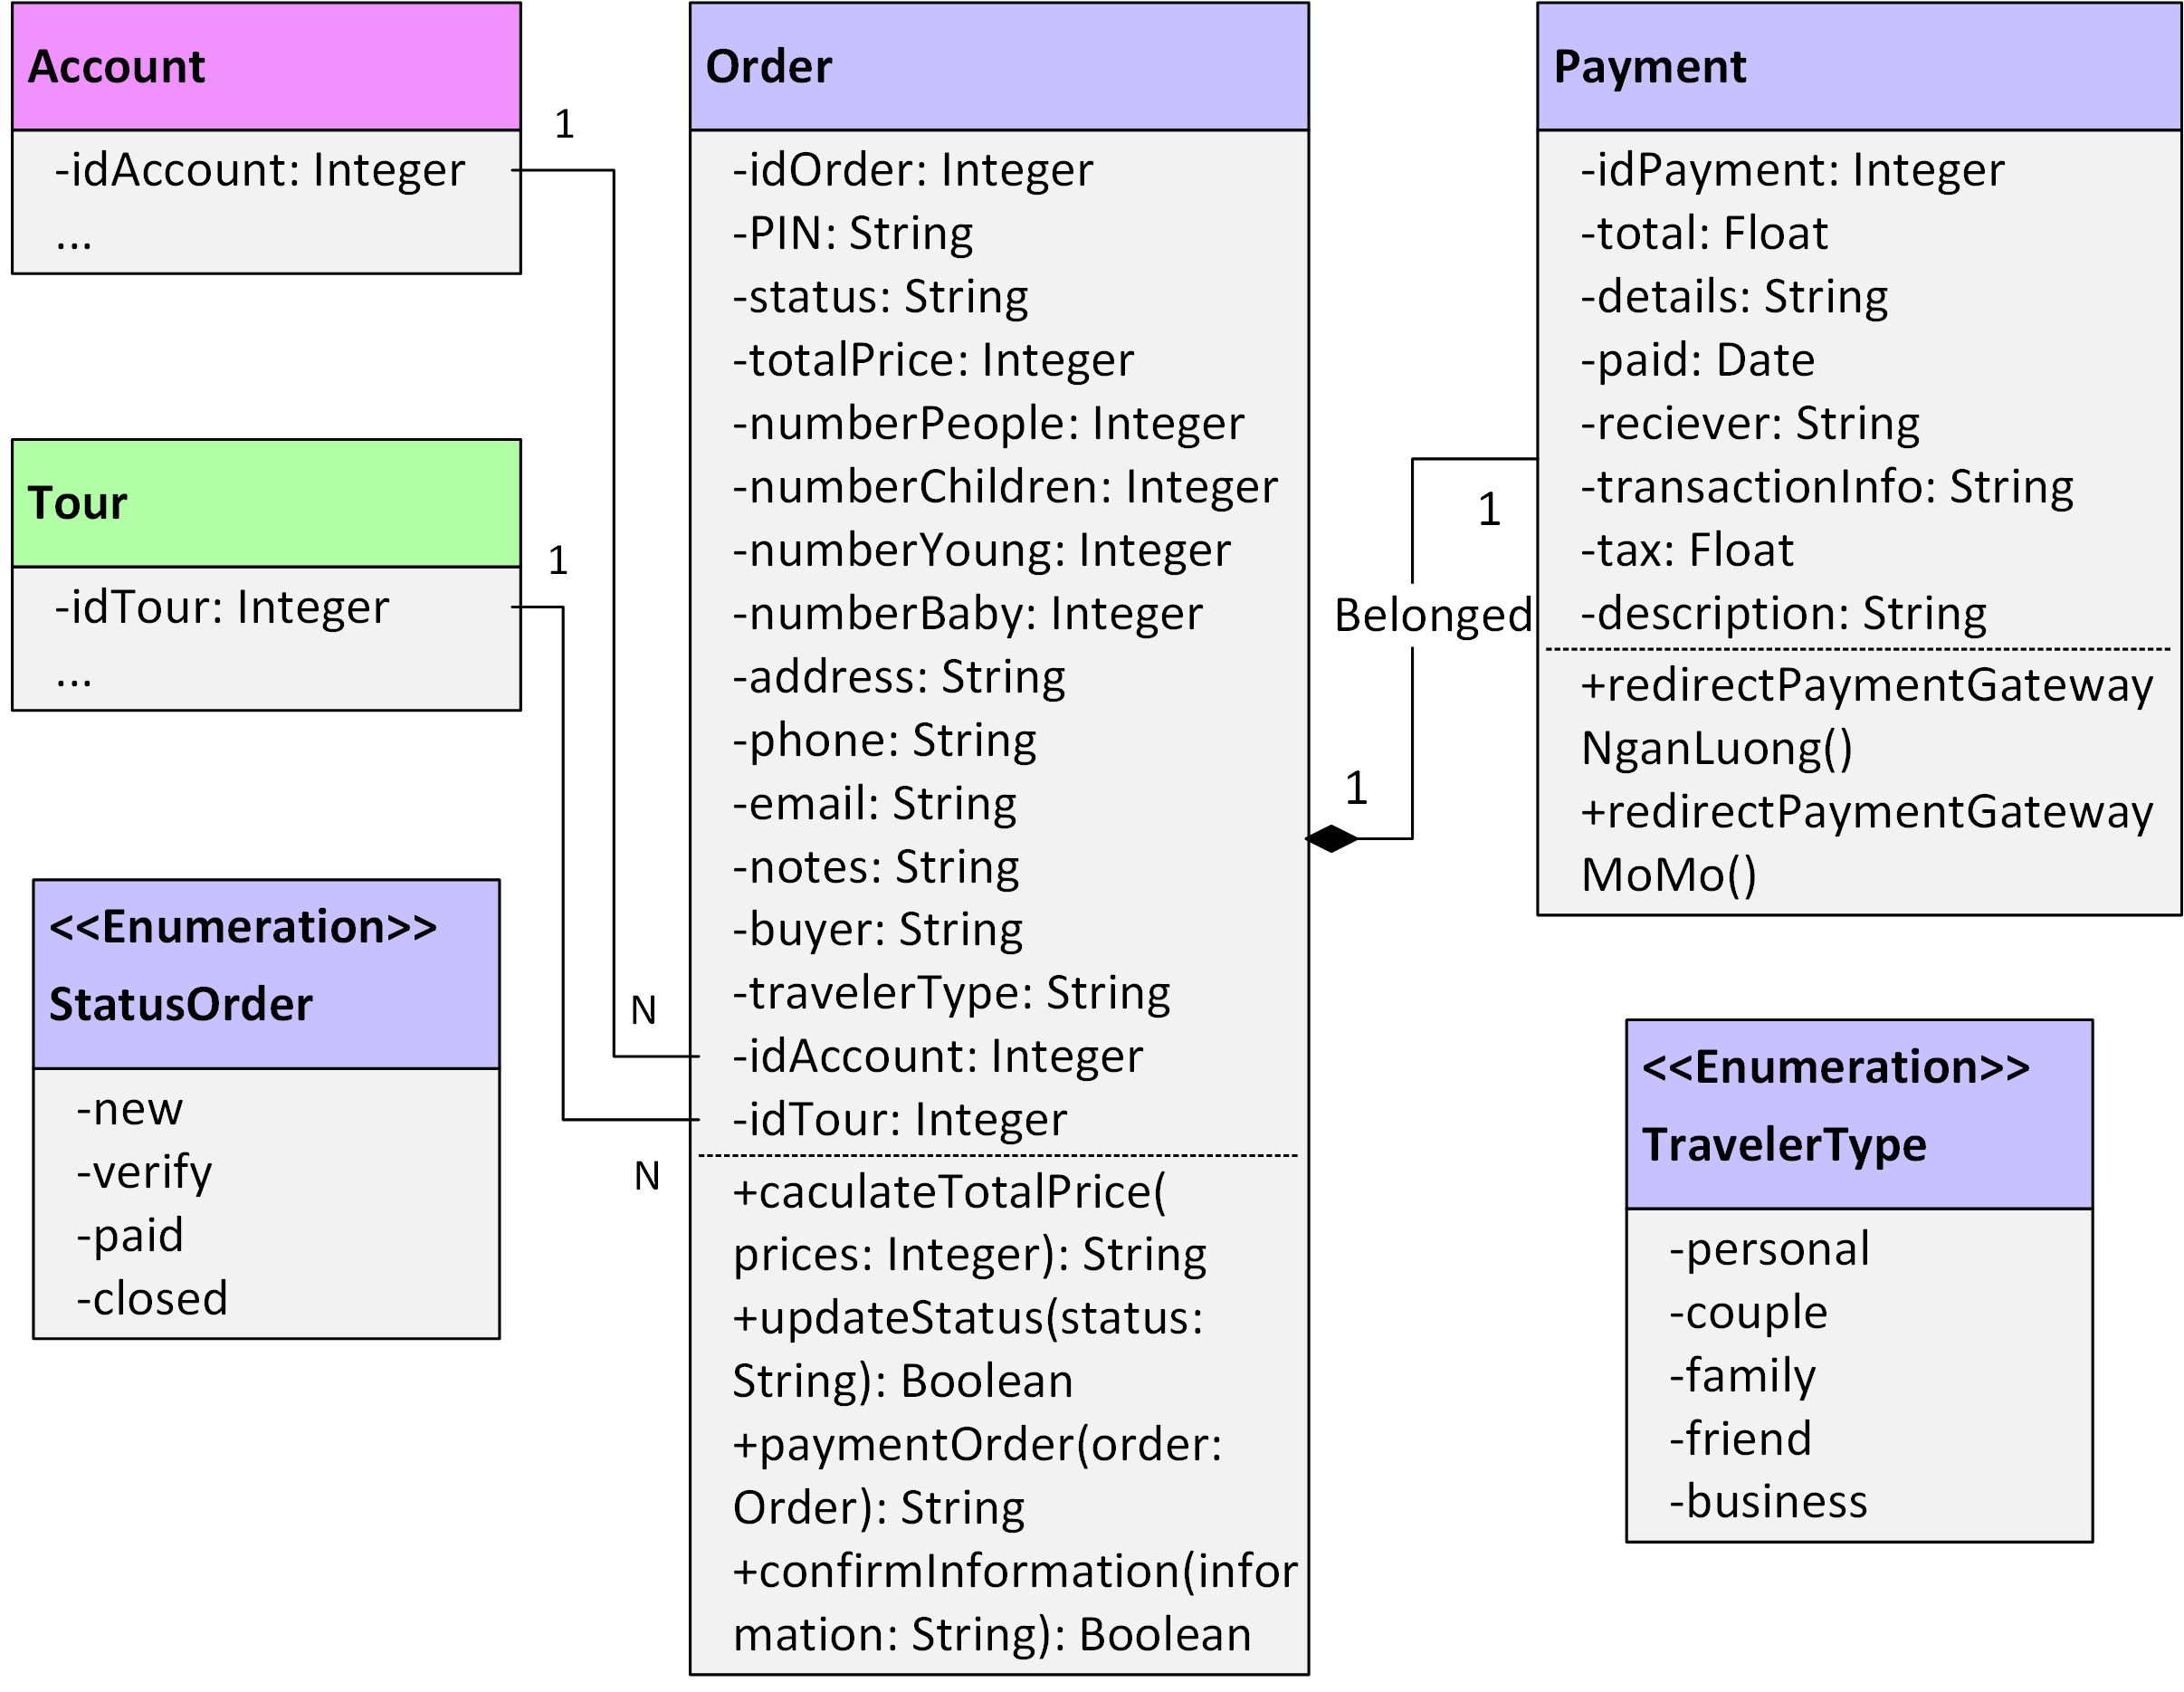 Account
-idAccount: Integer
...
1
Tour
-idTour: Integer
...
1
<<Enumeration>>
StatusOrder
-new
-verify
-paid
-closed
N
N
Order
-idOrder: Integer
-PIN: String
-status: String
-totalPrice: Integer
-numberPeople: Integer
-numberChildren: Integer
-numberYoung: Integer
-numberBaby: Integer
-address: String
-phone: String
-email: String
-notes: String
-buyer: String
-travelerType: String
-idAccount: Integer
-idTour: Integer
+caculateTotalPrice(
prices: Integer): String
+updateStatus(status:
String): Boolean
+paymentOrder(order:
Order): String
+confirmInformation(infor
mation: String): Boolean
1
Belonged
1
Payment
-idPayment: Integer
-total: Float
-details: String
-paid: Date
-reciever: String
-transactionInfo: String
-tax: Float
-description: String
+redirectPaymentGateway
NganLuong()
+redirectPaymentGateway
MoMo()
<<Enumeration>>
TravelerType
-personal
-couple
-family
-friend
-business